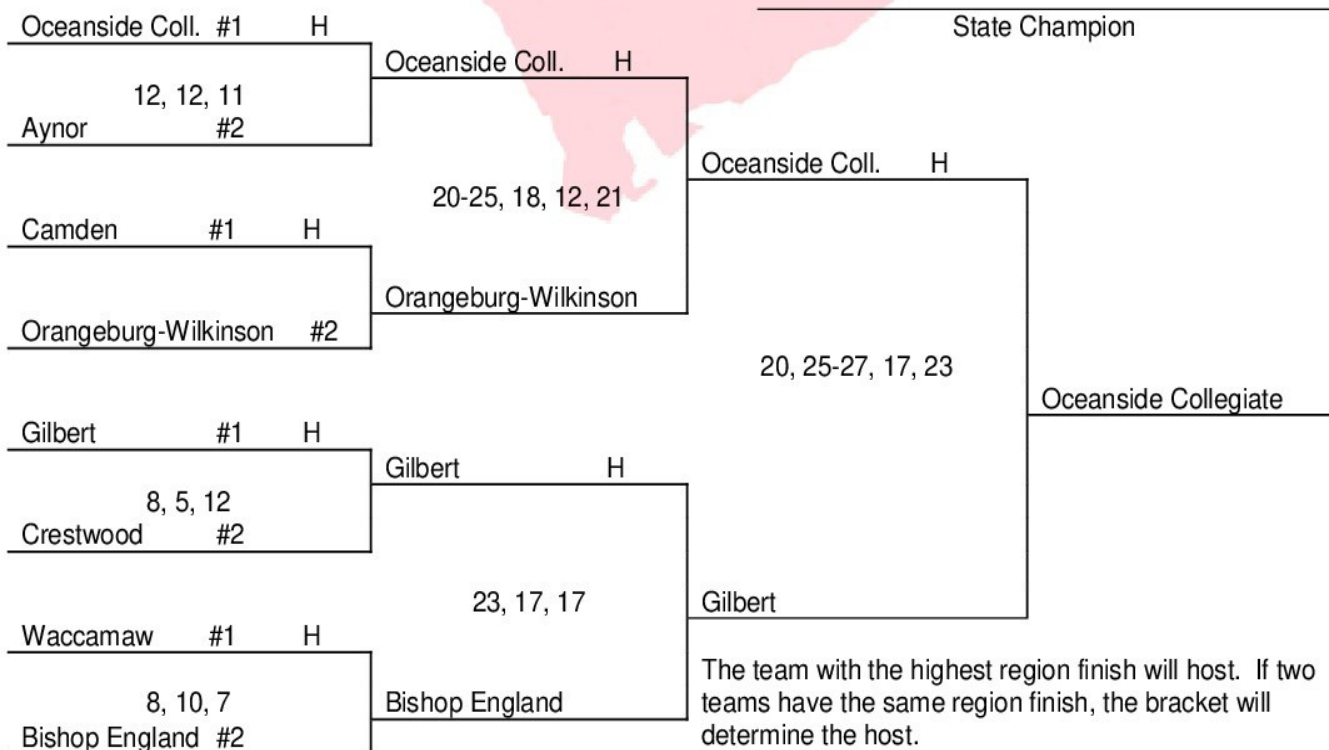 Oceanside Coll. #1 H
State Champion
Oceanside Coll. H
12, 12, 11
Aynor #2
Oceanside Coll. H
20-25, 18, 12, 21
Camden #1 H
Orangeburg-Wilkinson
Orangeburg-Wilkinson #2
20, 25-27, 17, 23
Oceanside Collegiate
Gilbert #1 H
Gilbert H
8, 5, 12
Crestwood #2
23, 17, 17
Gilbert
Waccamaw #1 H
The team with the highest region finish will host. If two
teams have the same region finish, the bracket will
determine the host.
8, 10, 7
Bishop England
Bishop England #2